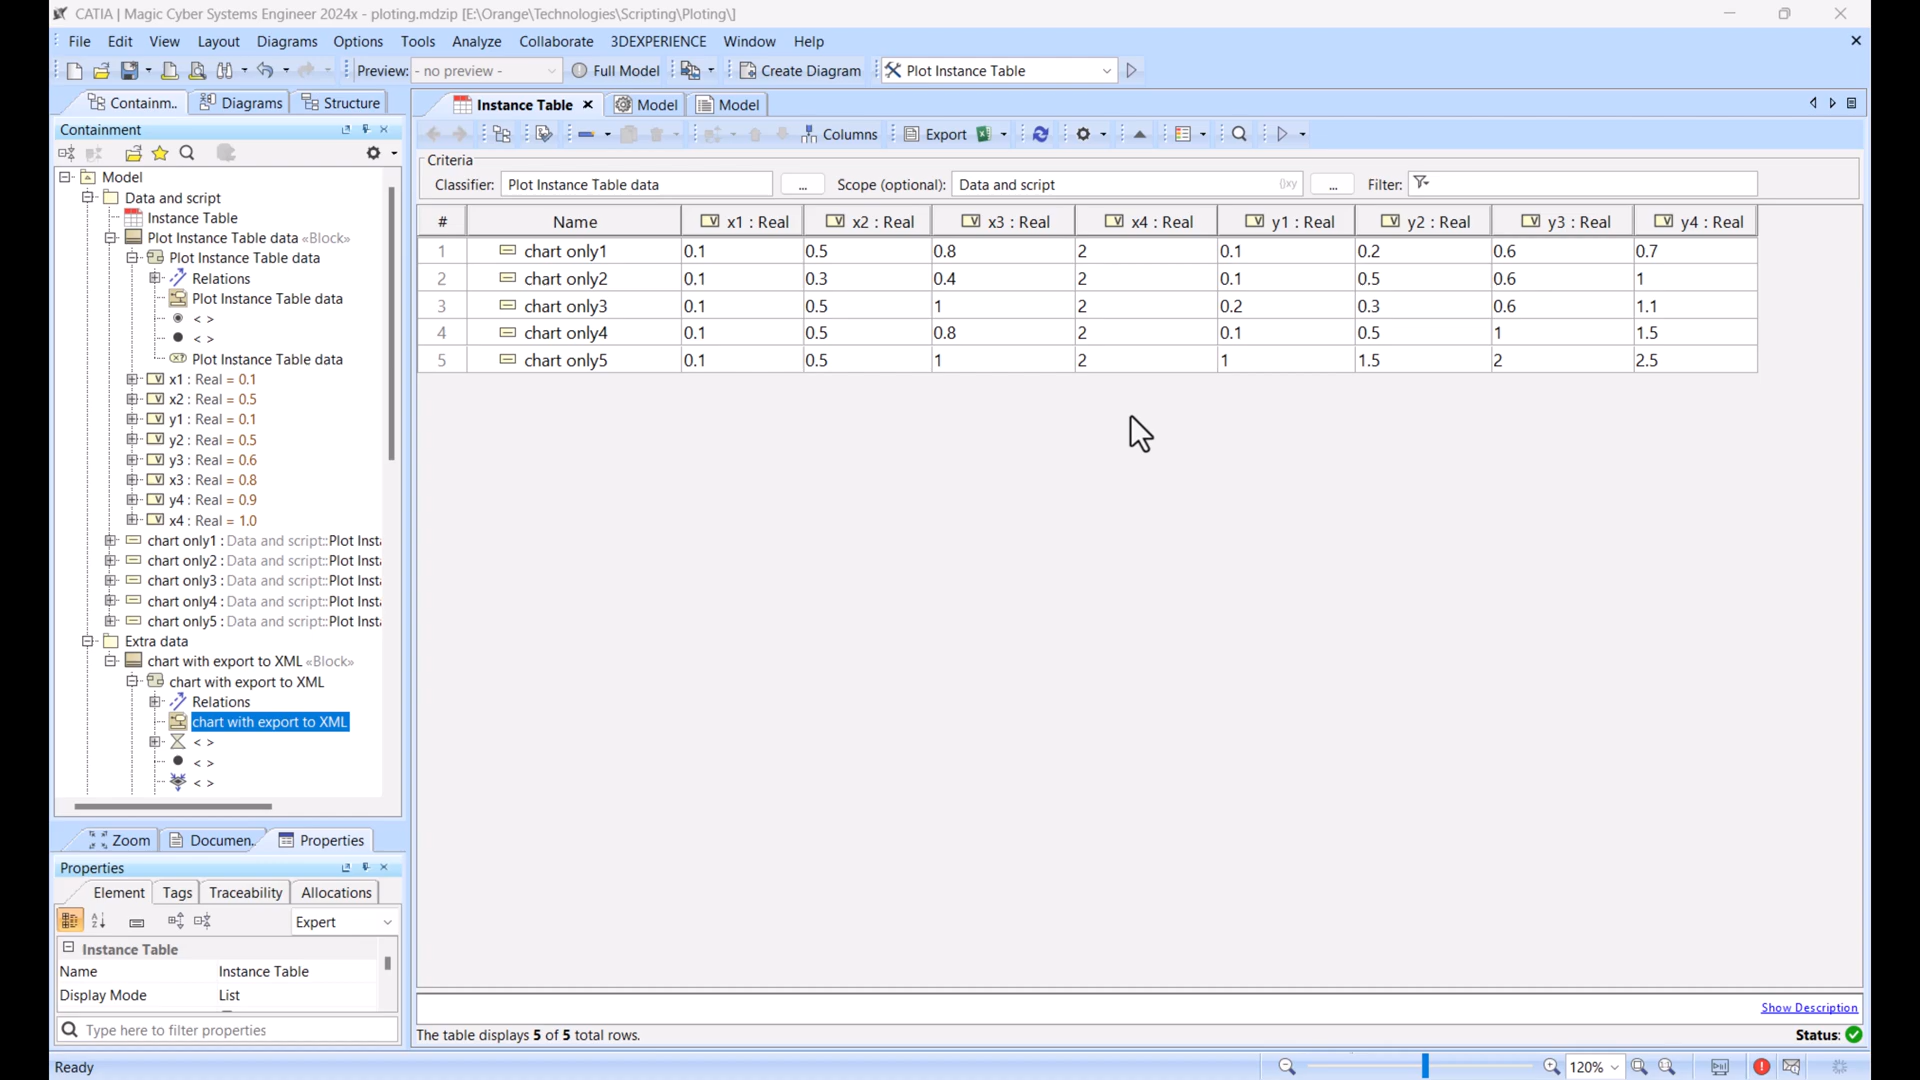 CATIA | Magic Cyber Systems Engineer 2024x - ploting.mdzip [E:\Orange\Technologies\Scripting\Ploting\]
File Edit View Layout Diagrams Options Tools Analyze Collaborate 3DEXPERIENCE Window Help
Preview: - no preview - Full Model Create Diagram Plot Instance Table
Containm.. Diagrams Structure
Instance Table Model Model
Containment
Columns Export
Criteria
Classifier: Plot Instance Table data ... Scope (optional): Data and script ... Filter:
# Name x1 : Real x2 : Real x3 : Real x4 : Real y1 : Real y2 : Real y3 : Real y4 : Real
1 chart only1 0.1 0.5 0.8 2 0.1 0.2 0.6 0.7
2 chart only2 0.1 0.3 0.4 2 0.1 0.5 0.6 1
3 chart only3 0.1 0.5 1 2 0.2 0.3 0.6 1.1
4 chart only4 0.1 0.5 0.8 2 0.1 0.5 1 1.5
5 chart only5 0.1 0.5 1 2 1 1.5 2 2.5
Model
Data and script
Instance Table
Plot Instance Table data «Block»
Plot Instance Table data
Relations
Plot Instance Table data
< >
< >
Plot Instance Table data
x1 : Real = 0.1
x2 : Real = 0.5
y1 : Real = 0.1
y2 : Real = 0.5
y3 : Real = 0.6
x3 : Real = 0.8
y4 : Real = 0.9
x4 : Real = 1.0
chart only1 : Data and script::Plot Inst
chart only2 : Data and script::Plot Inst
chart only3 : Data and script::Plot Inst
chart only4 : Data and script::Plot Inst
chart only5 : Data and script::Plot Inst
Extra data
chart with export to XML «Block»
chart with export to XML
Relations
chart with export to XML
< >
< >
< >
Zoom Documen.. Properties
Properties
Element Tags Traceability Allocations
Expert
Instance Table
Name Instance Table
Display Mode List
Type here to filter properties
Show Description
The table displays 5 of 5 total rows.
Status:
Ready
120%